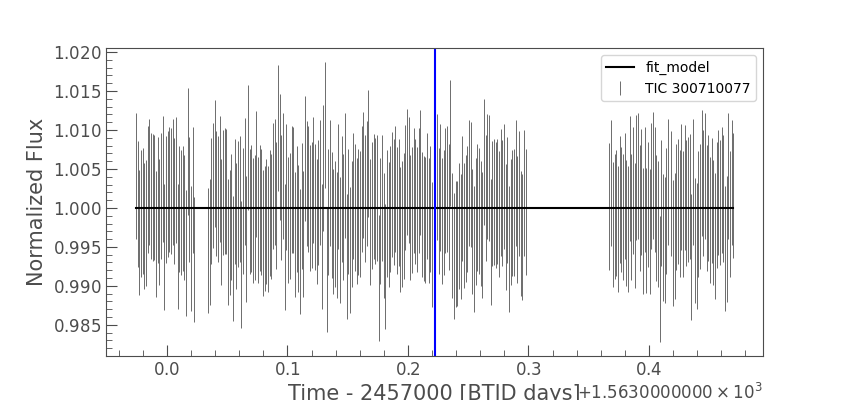 1.020
1.015
1.010
1.005
1.000
0.995
0.990
0.985
Normalized Flux
fit_model
TIC 300710077
0.0 0.1 0.2 0.3 0.4
Time - 2457000 [BTJD days]
+1.5630000000 × 10³